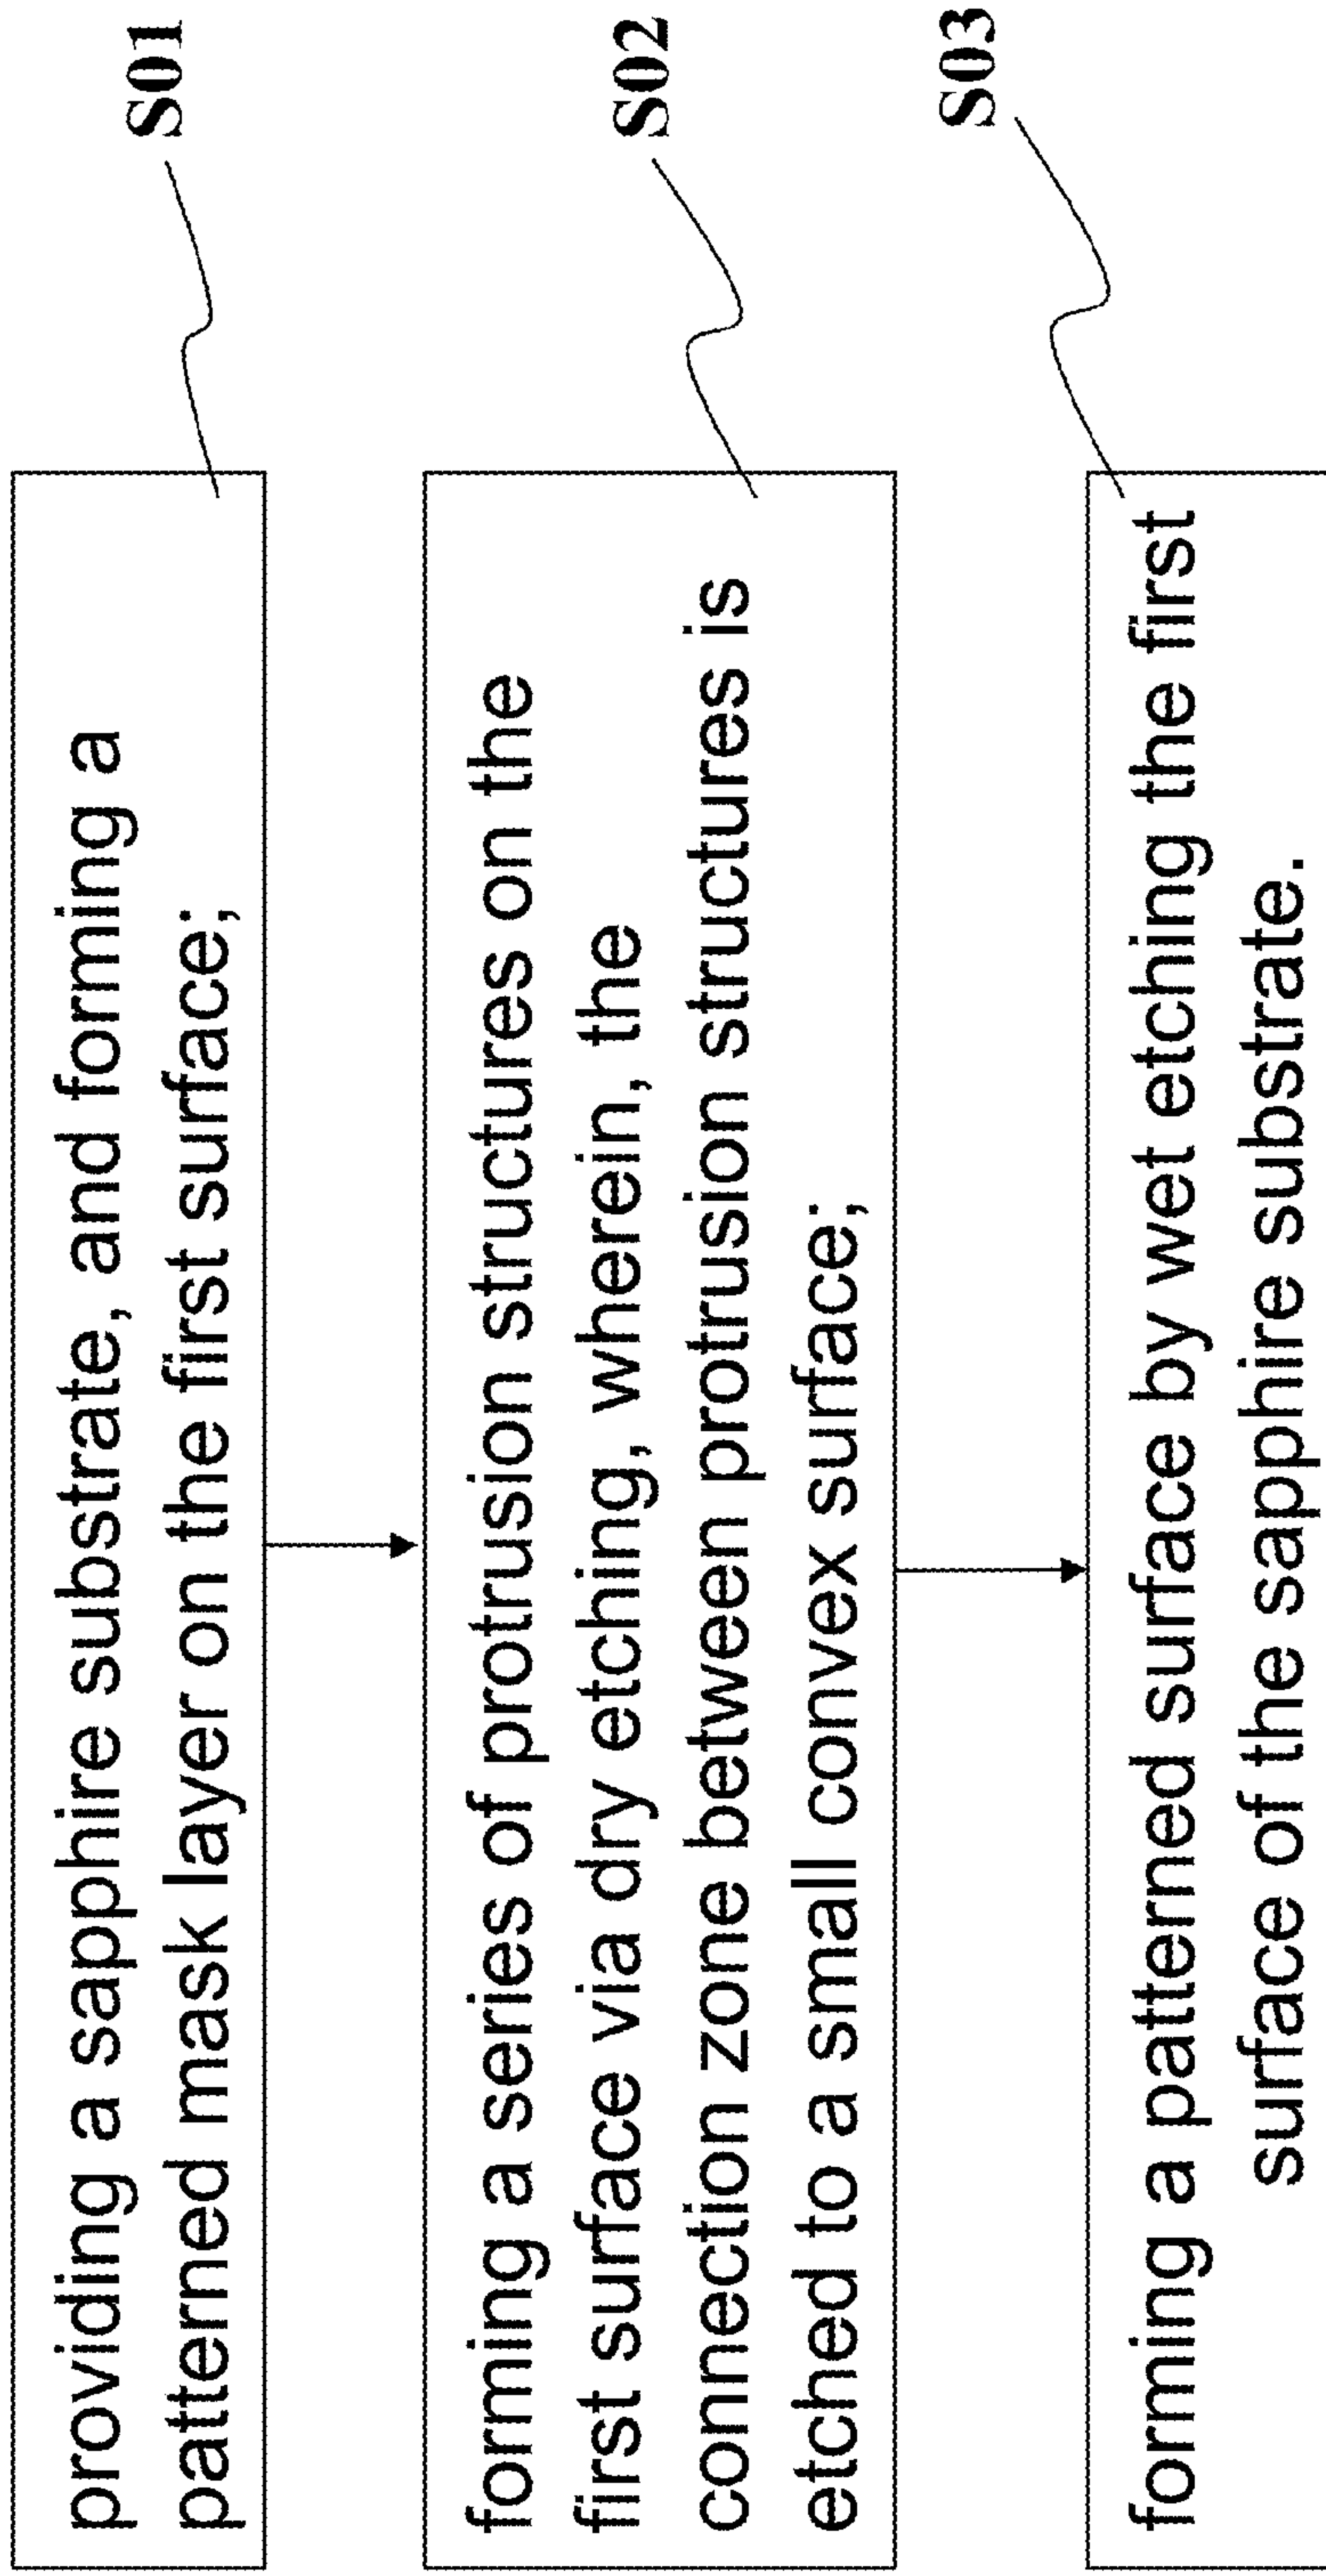 providing a sapphire substrate, and forming a
patterned mask layer on the first surface;
S01
forming a series of protrusion structures on the
first surface via dry etching, wherein, the
connection zone between protrusion structures is
etched to a small convex surface;
S02
forming a patterned surface by wet etching the first
surface of the sapphire substrate.
S03